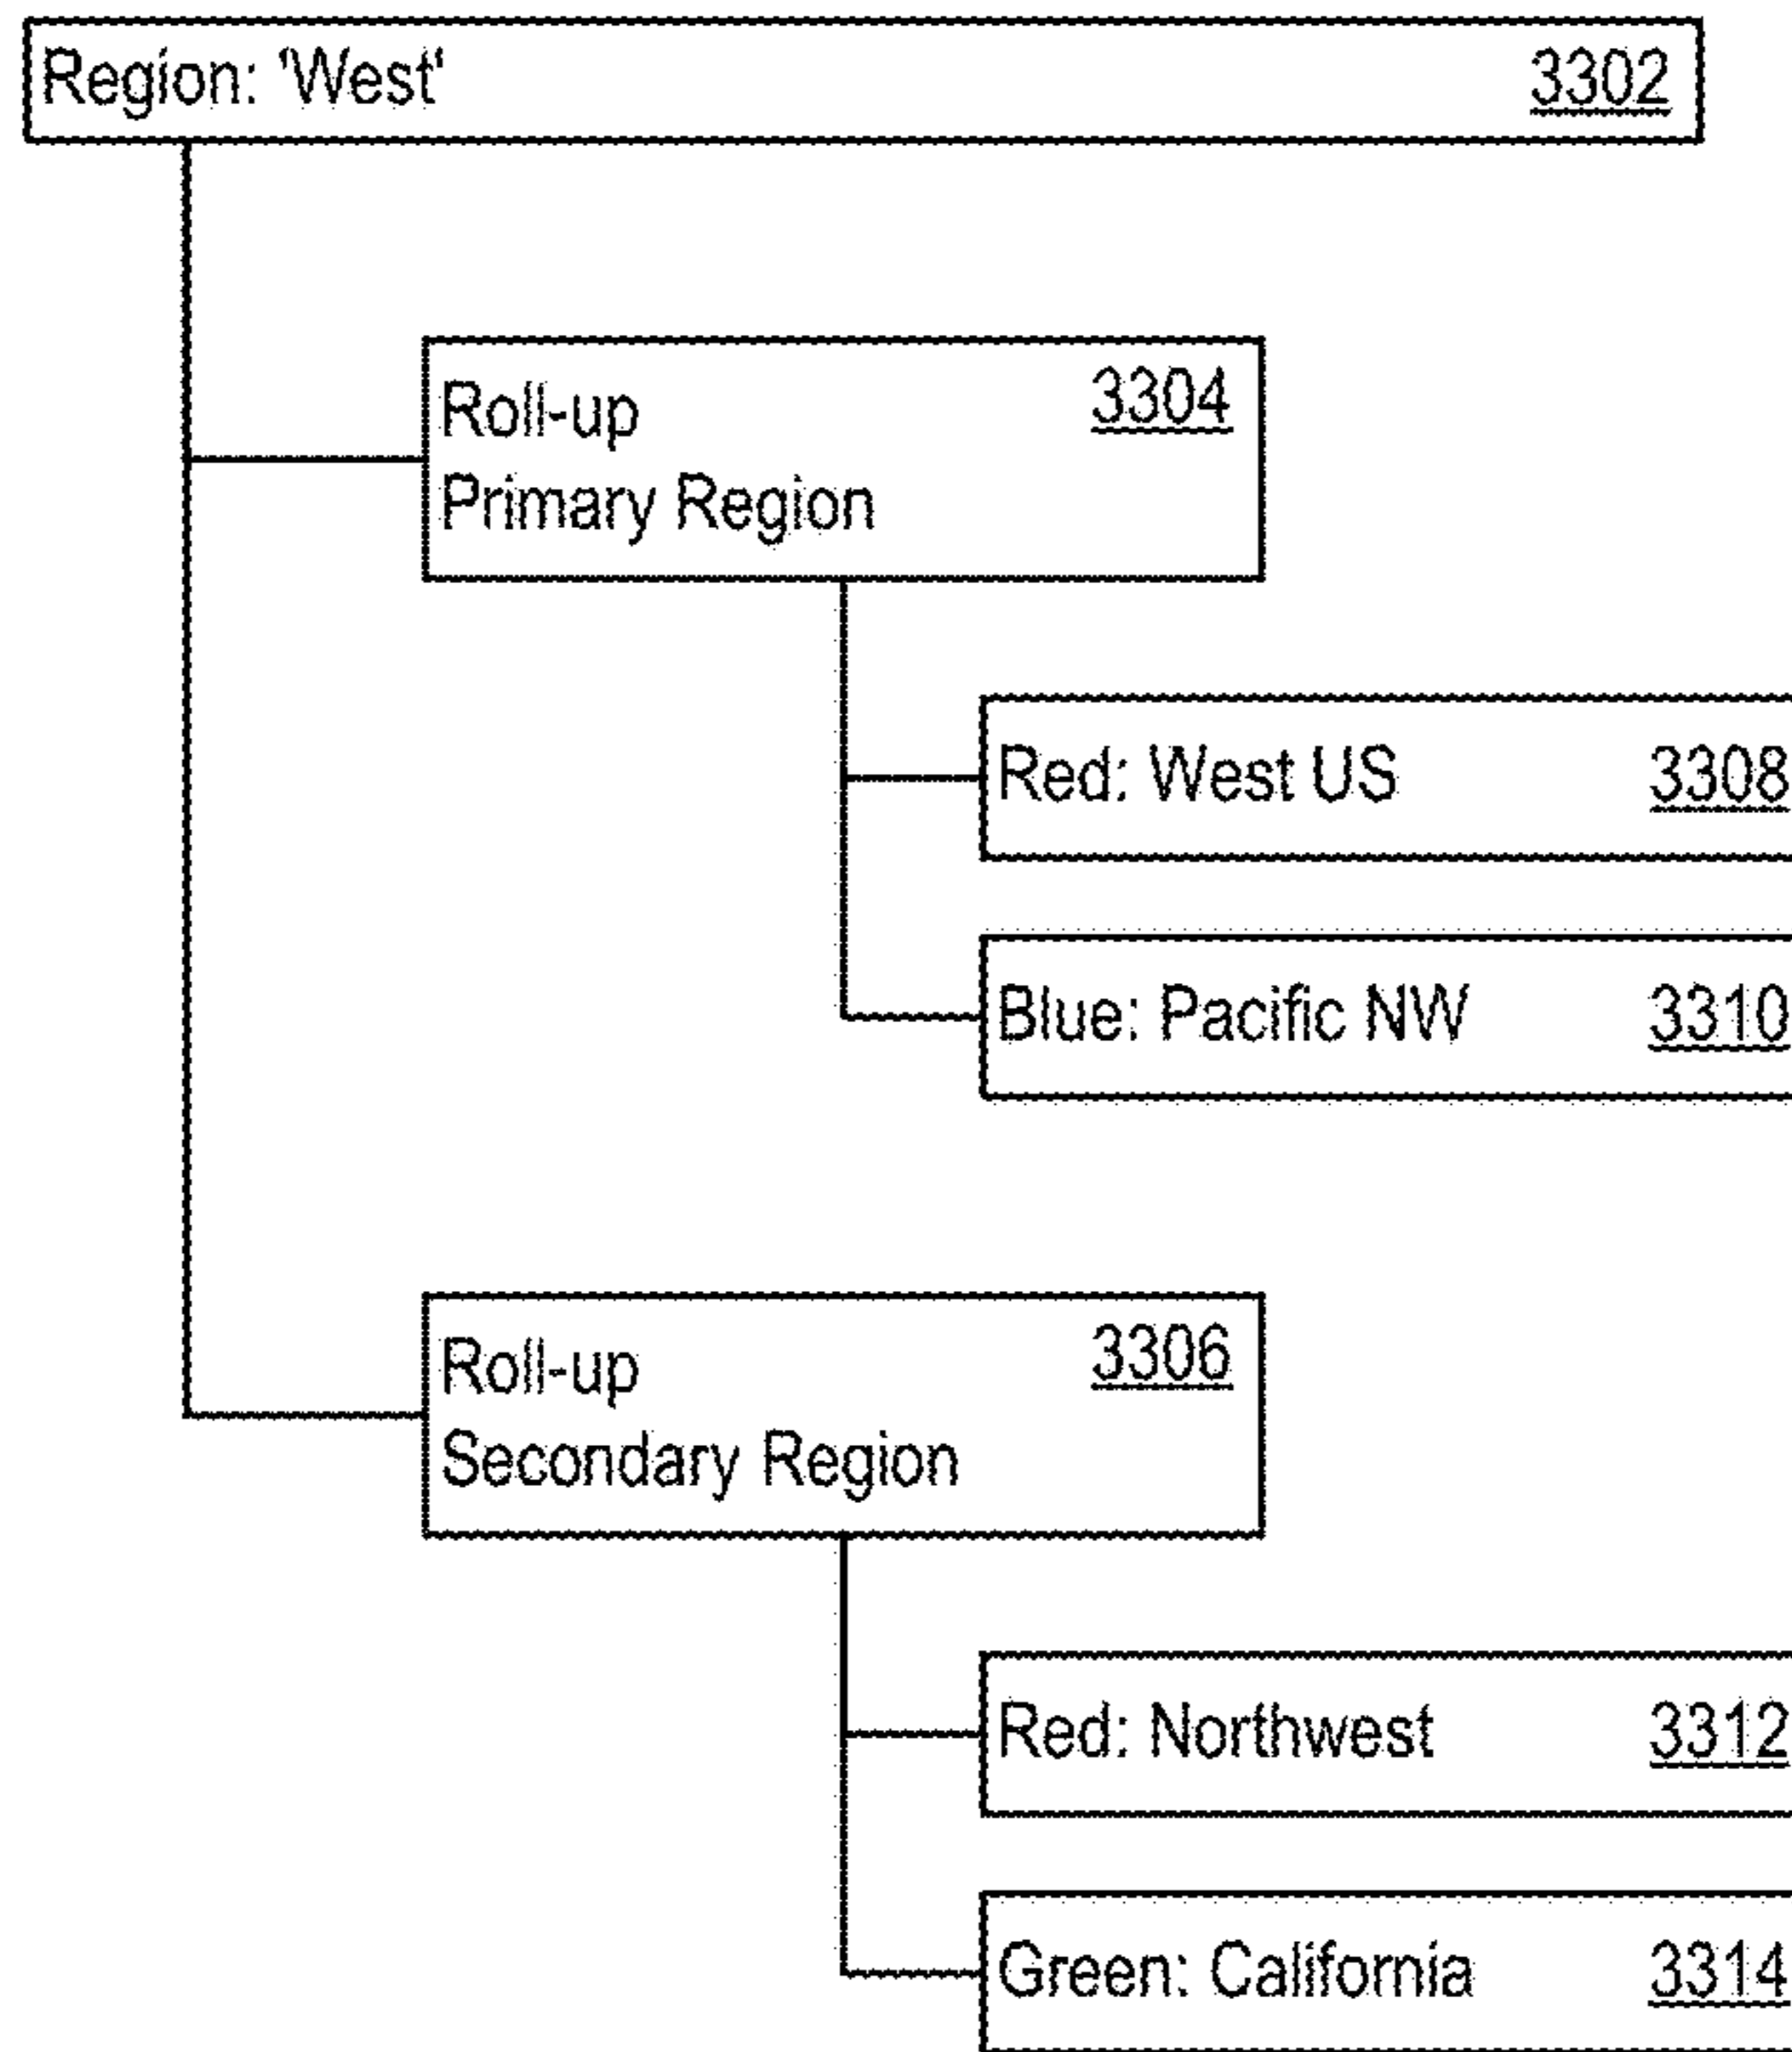 Region: 'West' 3302
Roll-up 3304
Primary Region
Red: West US 3308
Blue: Pacific NW 3310
Roll-up 3306
Secondary Region
Red: Northwest 3312
Green: California 3314